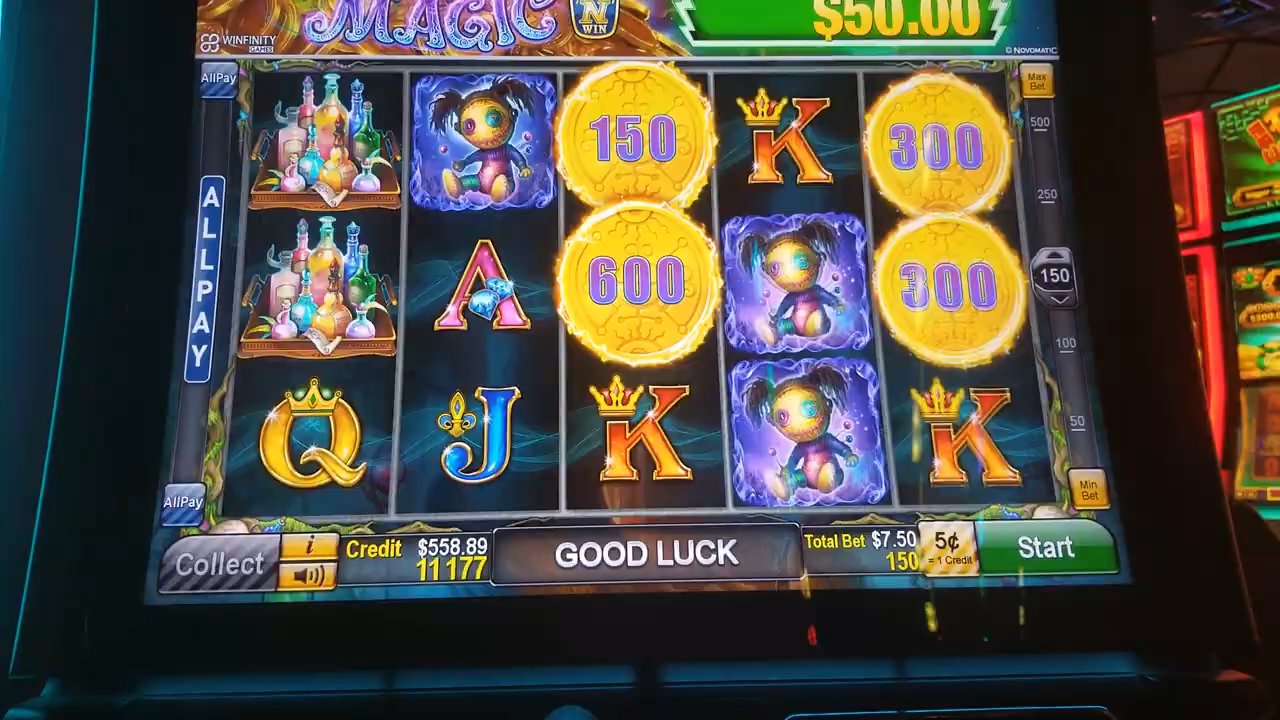 MAGIC
N
WIN
$50.00
WINFINITY
GAMES
© NOVOMATIC
AllPay
Max
Bet
150
K
300
500
250
ALLPAY
A
600
300
150
100
50
Q
J
K
K
AllPay
Min
Bet
Collect
i
Credit $558.89
11177
GOOD LUCK
Total Bet $7.50
150
5¢
= 1 Credit
Start